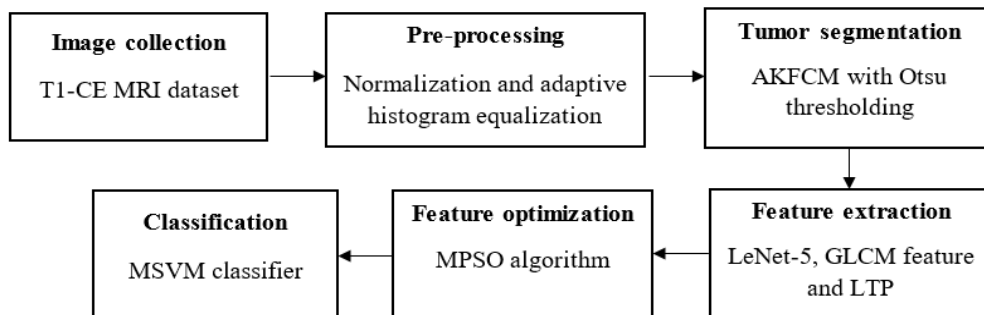 Image collection
T1-CE MRI dataset
Pre-processing
Normalization and adaptive
histogram equalization
Tumor segmentation
AKFCM with Otsu
thresholding
Feature extraction
LeNet-5, GLCM feature
and LTP
Feature optimization
MPSO algorithm
Classification
MSVM classifier